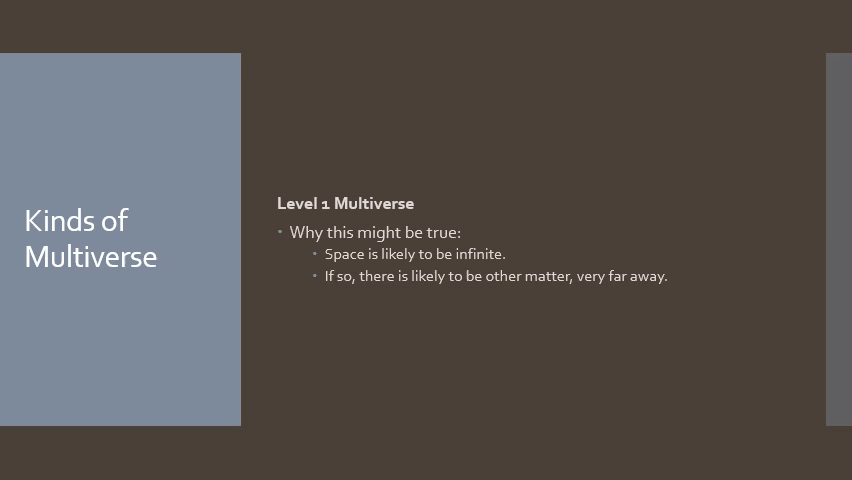 Kinds of
Multiverse
Level 1 Multiverse
• Why this might be true:
• Space is likely to be infinite.
• If so, there is likely to be other matter, very far away.